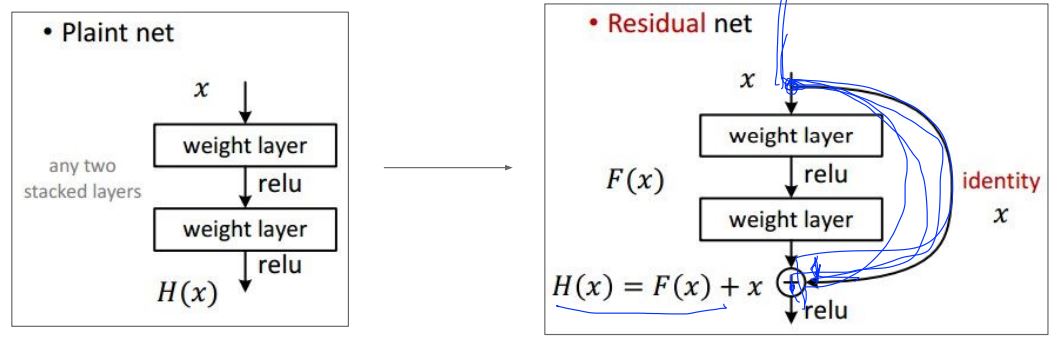 • Plaint net
x
weight layer
any two
stacked layers
relu
weight layer
relu
H(x)
• Residual net
x
weight layer
F(x)
relu
identity
x
weight layer
H(x) = F(x) + x
relu